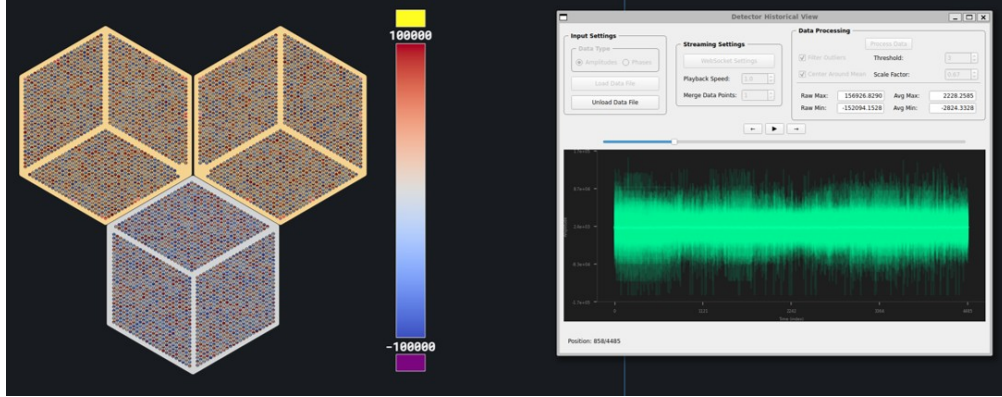 100000
-100000
Detector Historical View
Input Settings
Data Type
Amplitudes
Phases
Load Data File
Unload Data File
Streaming Settings
WebSocket Settings
Playback Speed: 1.0
Merge Data Points: 1
Data Processing
Process Data
Filter Outliers Threshold: 3
Center Around Mean Scale Factor: 0.67
Raw Max: 156926.8290 Avg Max: 2228.2585
Raw Min: -152094.1528 Avg Min: -2824.3328
0
4485
Position: 858/4485